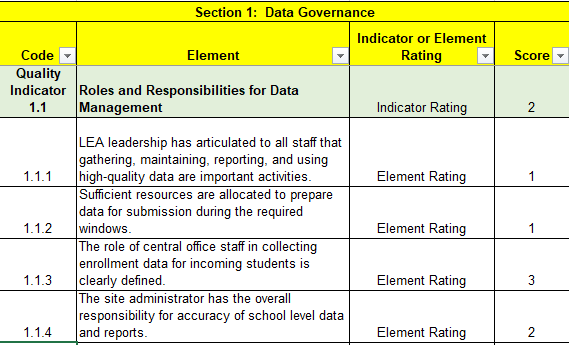 Section 1:  Data Governance
Indicator or Element
Code Element Rating Score
Quality
Indicator Roles and Responsibilities for Data
1.1 Management Indicator Rating 2
LEA leadership has articulated to all staff that
gathering, maintaining, reporting, and using
1.1.1 high-quality data are important activities. Element Rating 1
Sufficient resources are allocated to prepare
data for submission during the required
1.1.2 windows. Element Rating 1
The role of central office staff in collecting
enrollment data for incoming students is
1.1.3 clearly defined. Element Rating 3
The site administrator has the overall
responsibility for accuracy of school level data
1.1.4 and reports. Element Rating 2